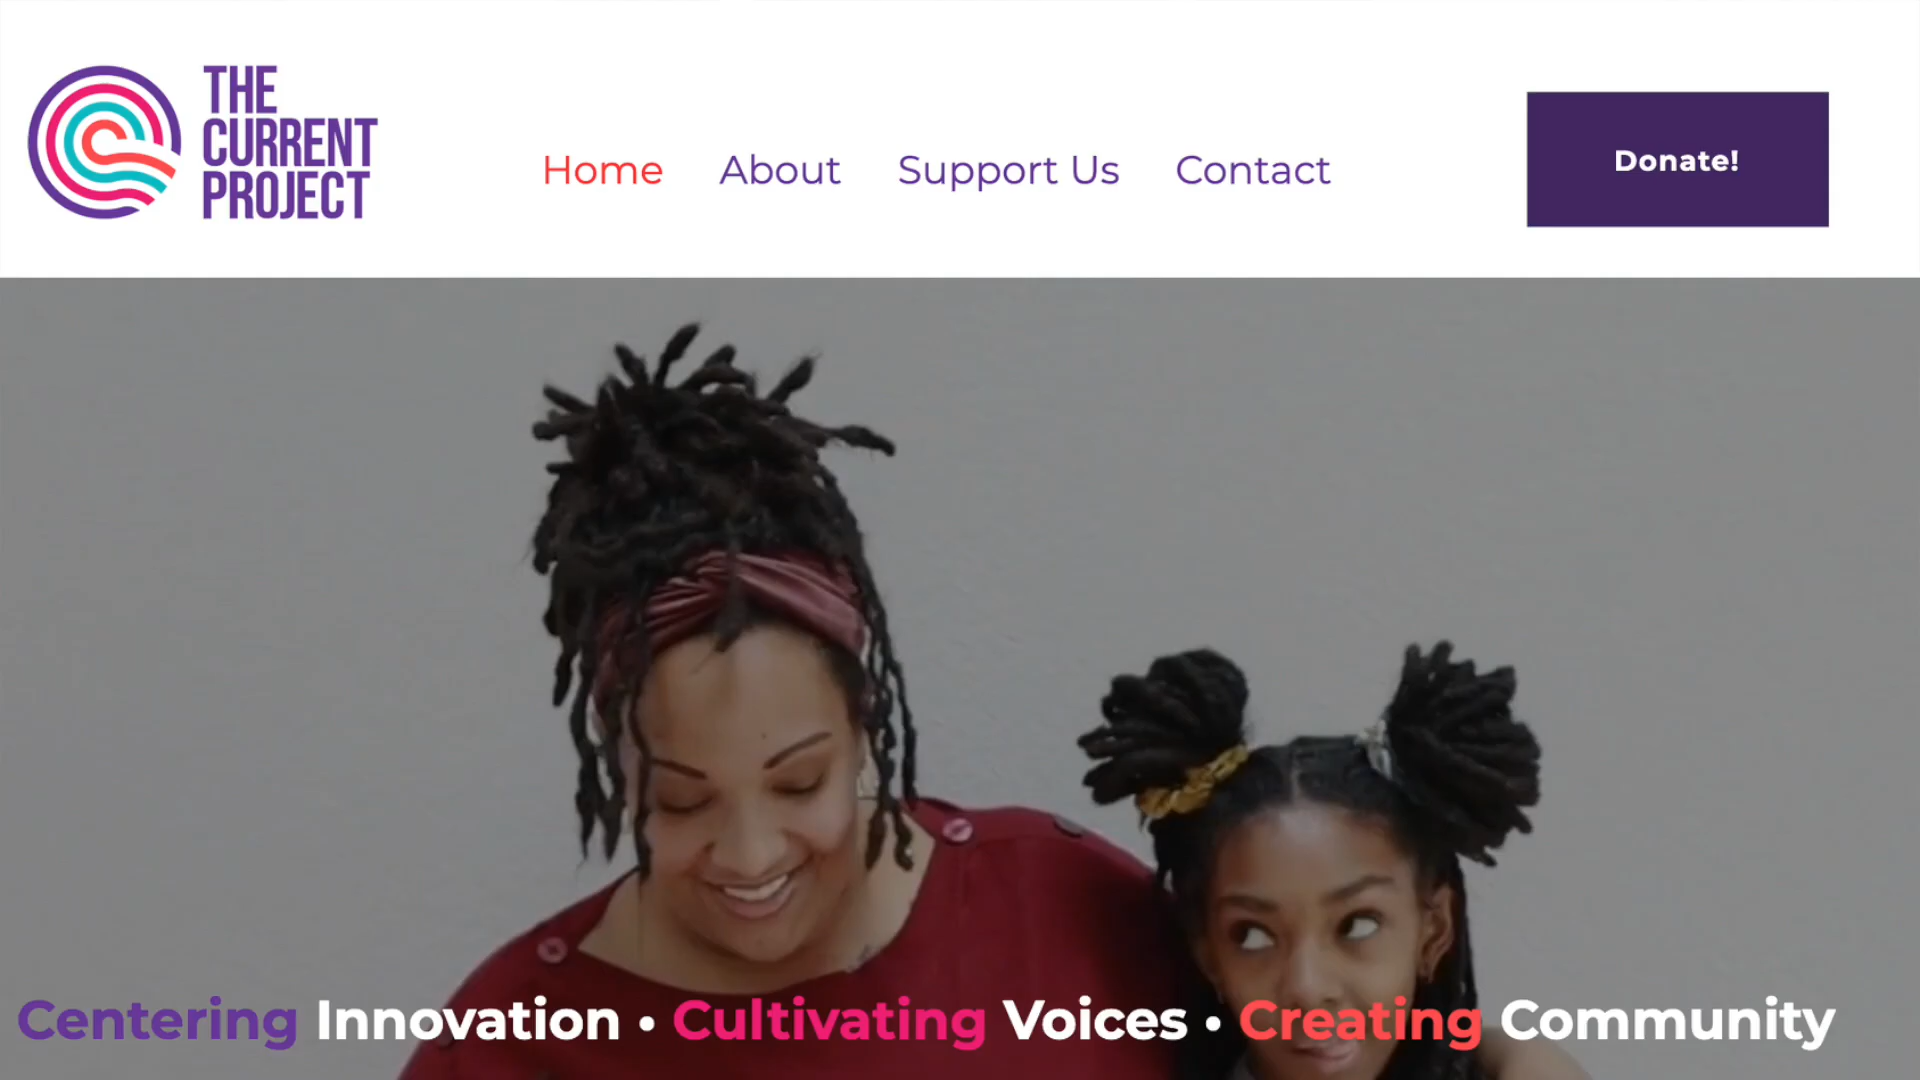 THE
CURRENT
PROJECT
Home About Support Us Contact
Donate!
Centering Innovation • Cultivating Voices • Creating Community